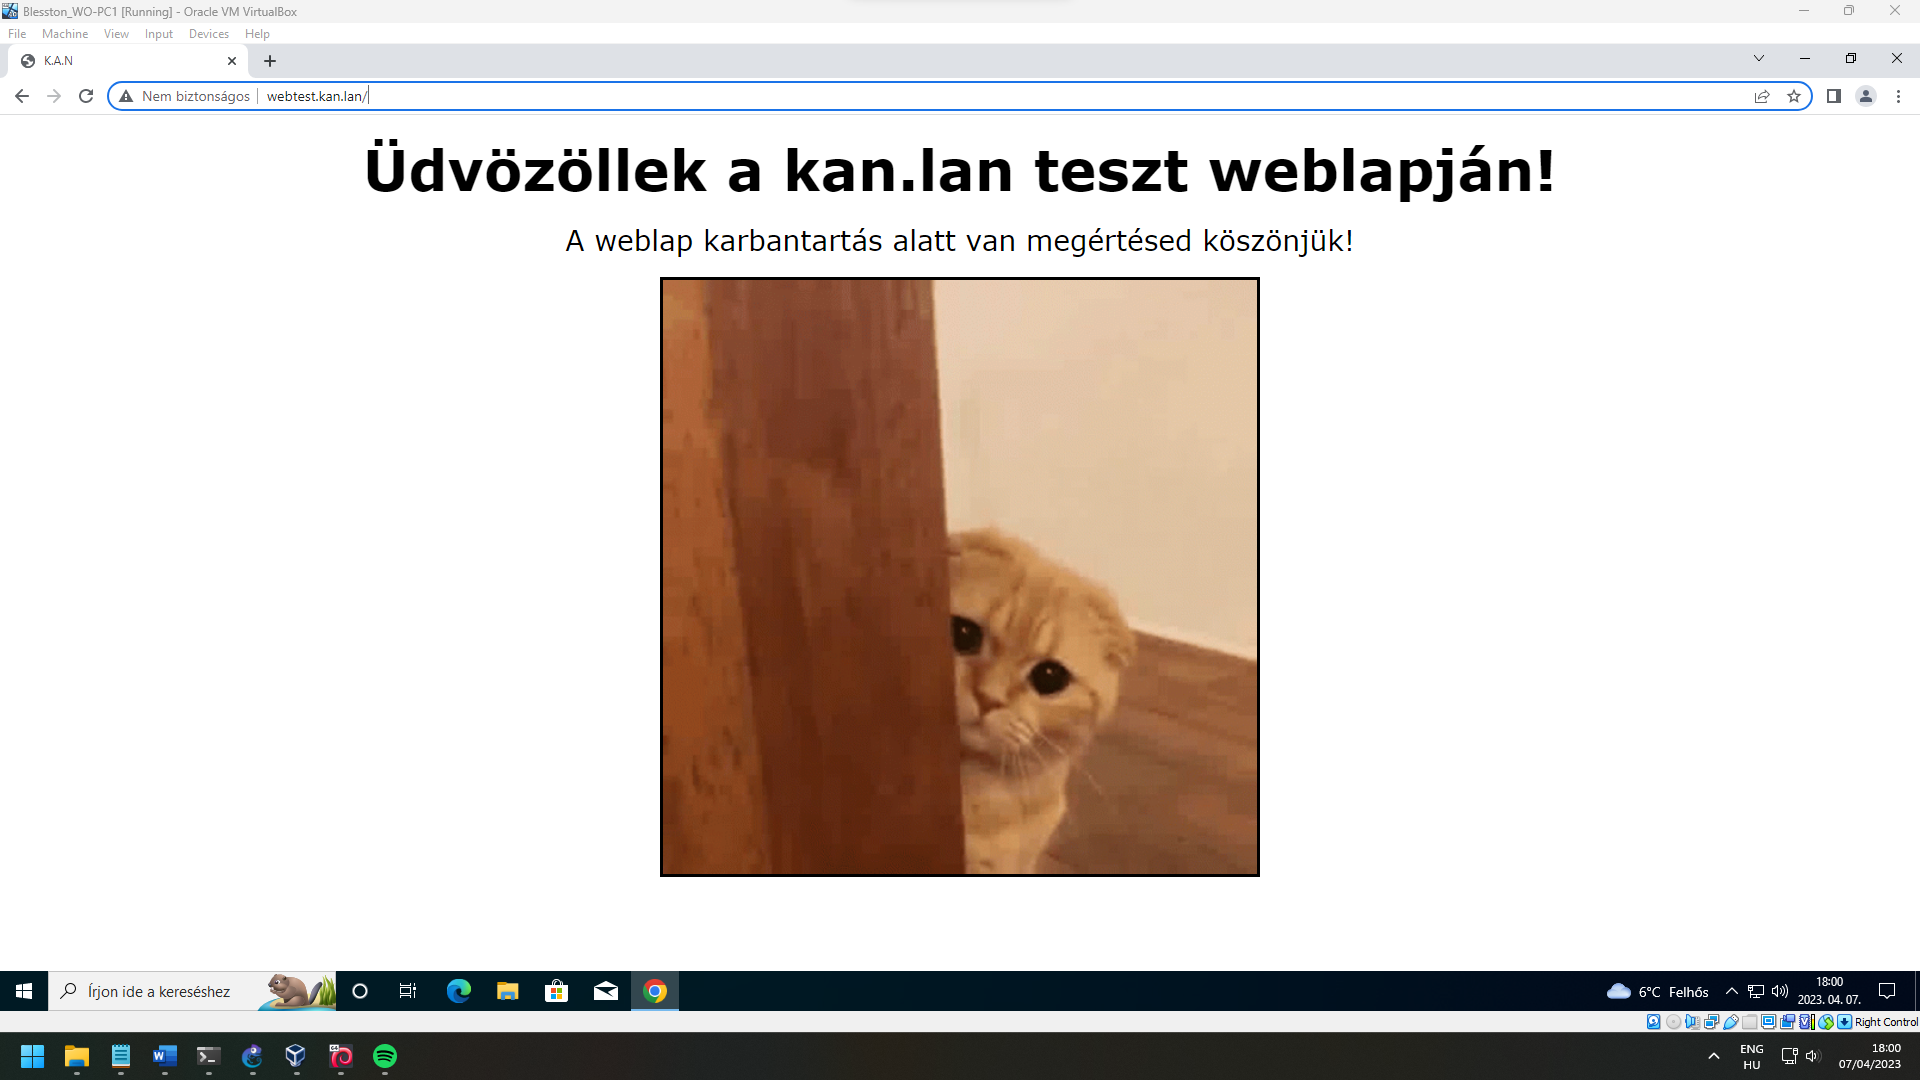 Blesston_WO-PC1 [Running] - Oracle VM VirtualBox
File Machine View Input Devices Help
K.A.N
Nem biztonságos webtest.kan.lan/
Üdvözöllek a kan.lan teszt weblapján!
A weblap karbantartás alatt van megértésed köszönjük!
Írjon ide a kereséshez
6°C Felhős
18:00
2023. 04. 07.
Right Control
ENG
HU
18:00
07/04/2023